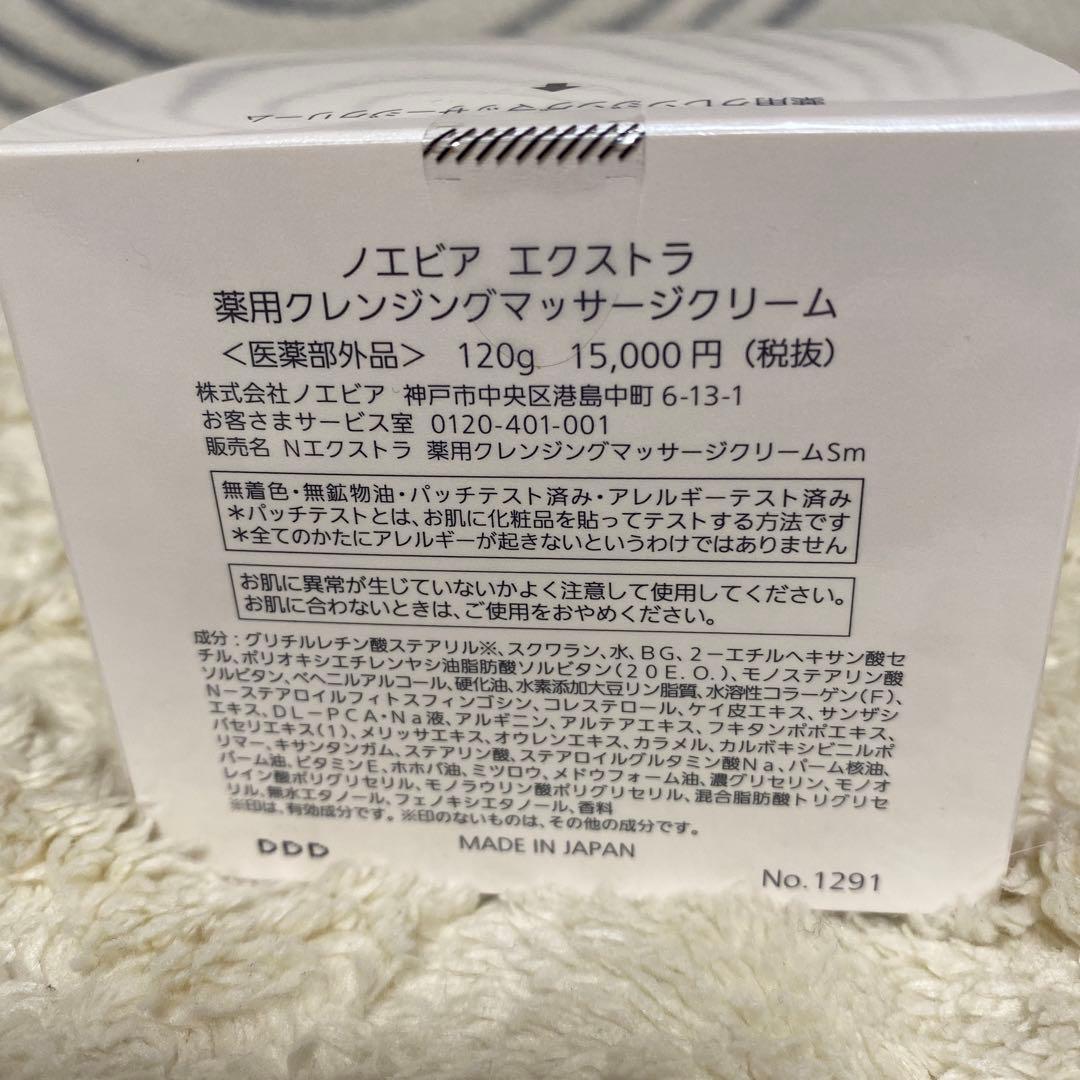 薬用クレンジングマッサージクリーム
ノエビア エクストラ
薬用クレンジングマッサージクリーム
＜医薬部外品＞ 120g 15,000円（税抜）
株式会社ノエビア 神戸市中央区港島中町6-13-1
お客さまサービス室 0120-401-001
販売名 Nエクストラ 薬用クレンジングマッサージクリームSm
無着色・無鉱物油・パッチテスト済み・アレルギーテスト済み
＊パッチテストとは、お肌に化粧品を貼ってテストする方法です
＊全てのかたにアレルギーが起きないというわけではありません
お肌に異常が生じていないかよく注意して使用してください。
お肌に合わないときは、ご使用をおやめください。
成分：グリチルレチン酸ステアリル※、スクワラン、水、BG、2－エチルヘキサン酸セ
チル、ポリオキシエチレンヤシ油脂肪酸ソルビタン（20E.O.）、モノステアリン酸
ソルビタン、ベヘニルアルコール、硬化油、水素添加大豆リン脂質、水溶性コラーゲン（F）、
N－ステアロイルフィトスフィンゴシン、コレステロール、ケイ皮エキス、サンザシ
エキス、DL－PCA・Na液、アルギニン、アルテアエキス、フキタンポポエキス、
パセリエキス（1）、メリッサエキス、オウレンエキス、カラメル、カルボキシビニルポ
リマー、キサンタンガム、ステアリン酸、ステアロイルグルタミン酸Na、パーム核油、
パーム油、ビタミンE、ホホバ油、ミツロウ、メドウフォーム油、濃グリセリン、モノオ
レイン酸ポリグリセリル、モノラウリン酸ポリグリセリル、混合脂肪酸トリグリセ
リル、無水エタノール、フェノキシエタノール、香料
※印は、有効成分です。※印のないものは、その他の成分です。
DDD MADE IN JAPAN
No.1291